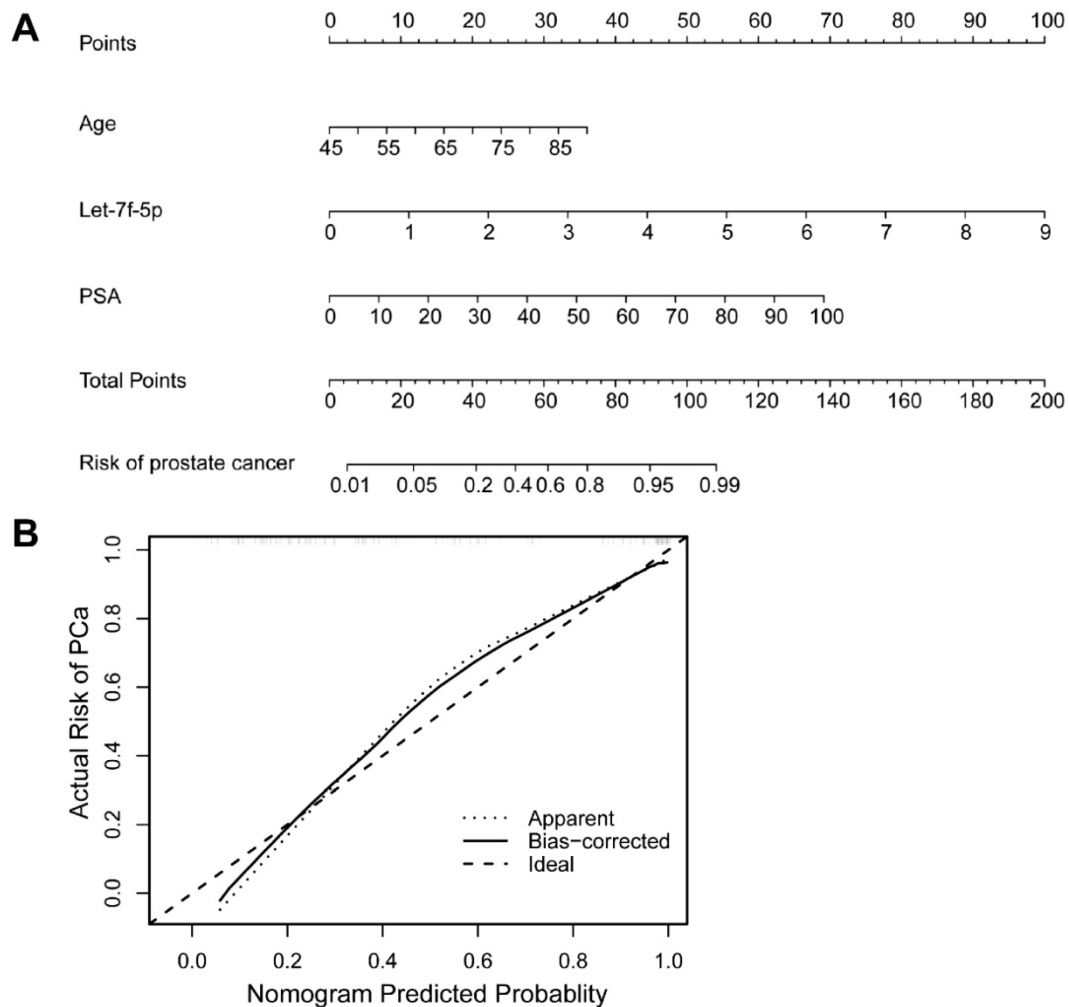 A
Points
0 10 20 30 40 50 60 70 80 90 100
Age
45 55 65 75 85
Let-7f-5p
0 1 2 3 4 5 6 7 8 9
PSA
0 10 20 30 40 50 60 70 80 90 100
Total Points
0 20 40 60 80 100 120 140 160 180 200
Risk of prostate cancer
0.01 0.05 0.2 0.4 0.6 0.8 0.95 0.99
B
Actual Risk of PCa
1.0
0.8
0.6
0.4
0.2
0.0
Apparent
Bias-corrected
Ideal
0.0 0.2 0.4 0.6 0.8 1.0
Nomogram Predicted Probablity